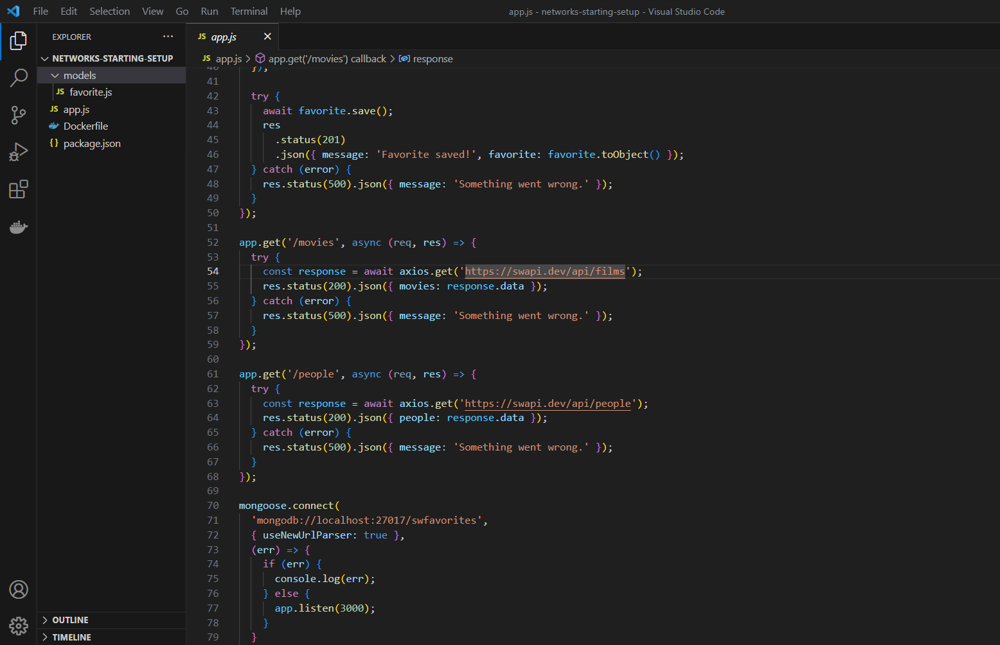 File Edit Selection View Go Run Terminal Help
app.js - networks-starting-setup - Visual Studio Code
EXPLORER
NETWORKS-STARTING-SETUP
models
JS favorite.js
JS app.js
Dockerfile
{} package.json
OUTLINE
TIMELINE
JS app.js
JS app.js > app.get('/movies') callback > response
40 });
41
42 try {
43 await favorite.save();
44 res
45 .status(201)
46 .json({ message: 'Favorite saved!', favorite: favorite.toObject() });
47 } catch (error) {
48 res.status(500).json({ message: 'Something went wrong.' });
49 }
50 });
51
52 app.get('/movies', async (req, res) => {
53 try {
54 const response = await axios.get('https://swapi.dev/api/films');
55 res.status(200).json({ movies: response.data });
56 } catch (error) {
57 res.status(500).json({ message: 'Something went wrong.' });
58 }
59 });
60
61 app.get('/people', async (req, res) => {
62 try {
63 const response = await axios.get('https://swapi.dev/api/people');
64 res.status(200).json({ people: response.data });
65 } catch (error) {
66 res.status(500).json({ message: 'Something went wrong.' });
67 }
68 });
69
70 mongoose.connect(
71 'mongodb://localhost:27017/swfavorites',
72 { useNewUrlParser: true },
73 (err) => {
74 if (err) {
75 console.log(err);
76 } else {
77 app.listen(3000);
78 }
79 }